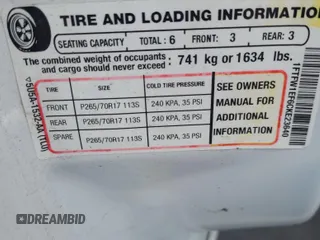 TIRE AND LOADING INFORMATION
SEATING CAPACITY TOTAL: 6 FRONT: 3 REAR: 3
The combined weight of occupants and cargo should never exceed: 741 kg or 1634 lbs.
TIRE SIZE COLD TIRE PRESSURE
FRONT P265/70R17 113S 240 KPA, 35 PSI
REAR P265/70R17 113S 240 KPA, 35 PSI
SPARE P265/70R17 113S 240 KPA, 35 PSI
SEE OWNERS
MANUAL FOR
ADDITIONAL
INFORMATION
DREAMBID